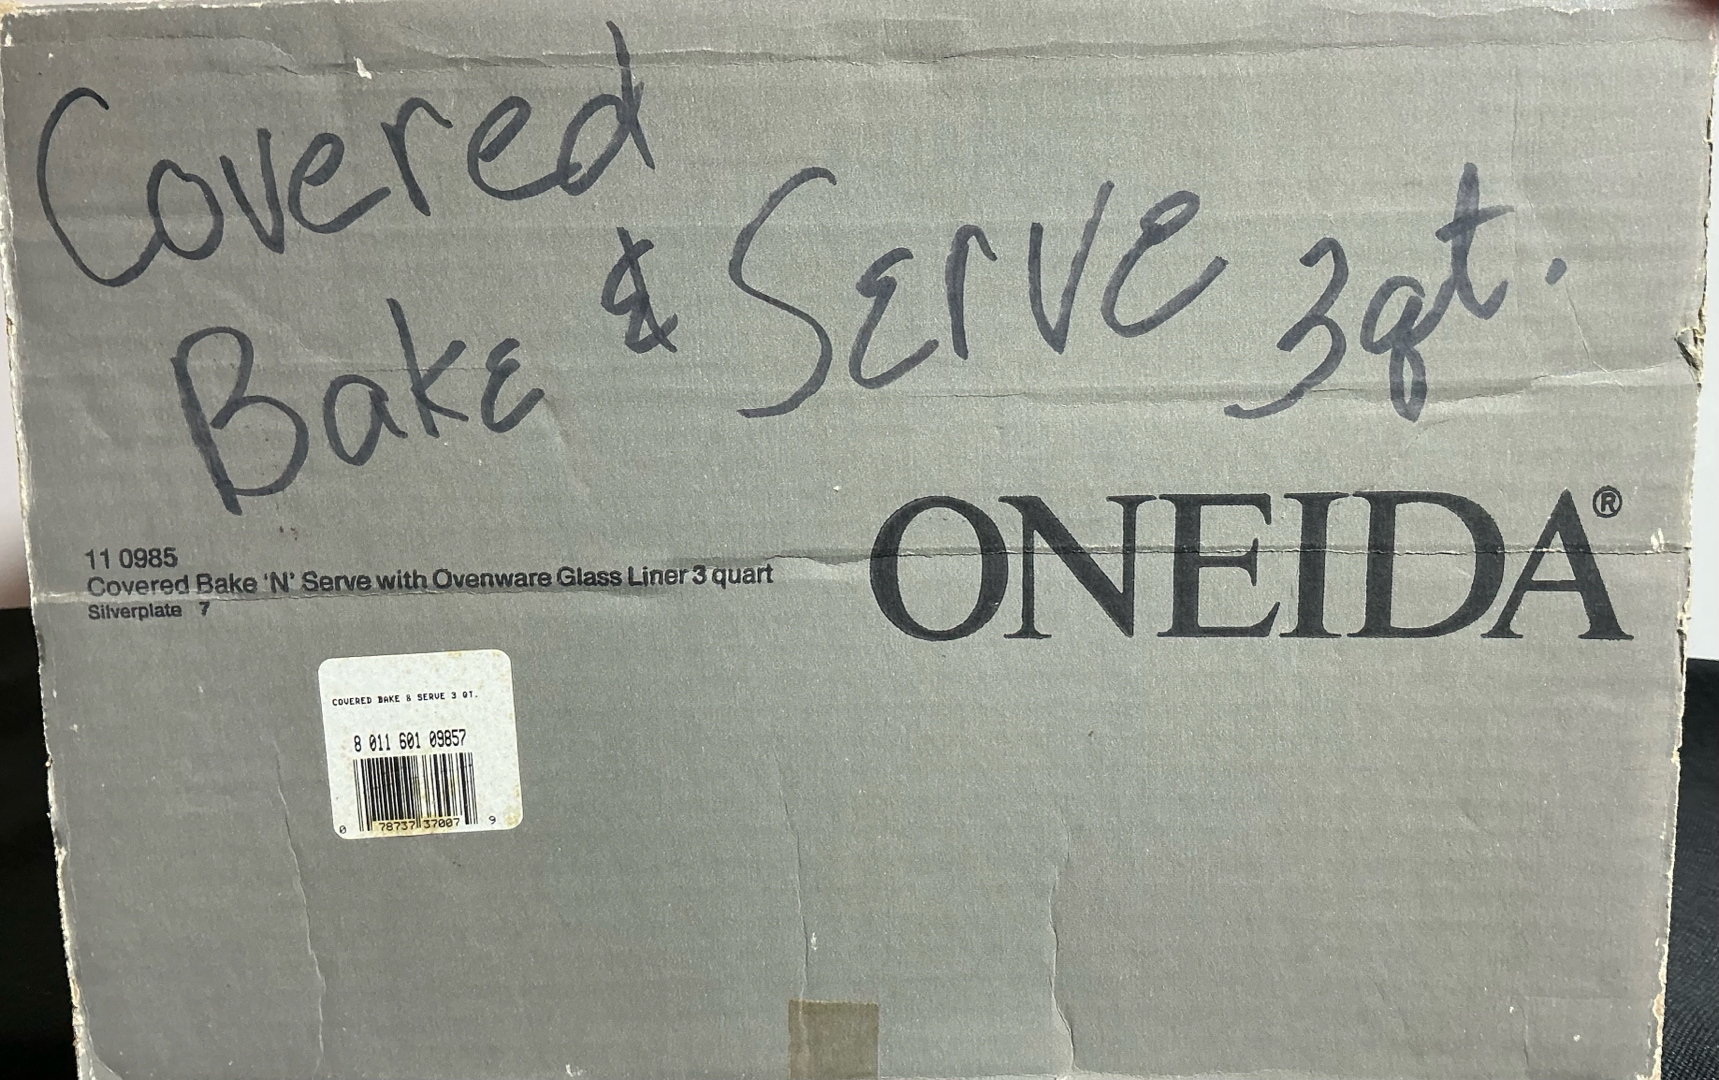 Covered
Bake & Serve 3qt.
ONEIDA®
11 0985
Covered Bake 'N' Serve with Ovenware Glass Liner 3 quart
Silverplate 7
COVERED BAKE & SERVE 3 QT.
8 011 601 09857
0 78737 37007 9